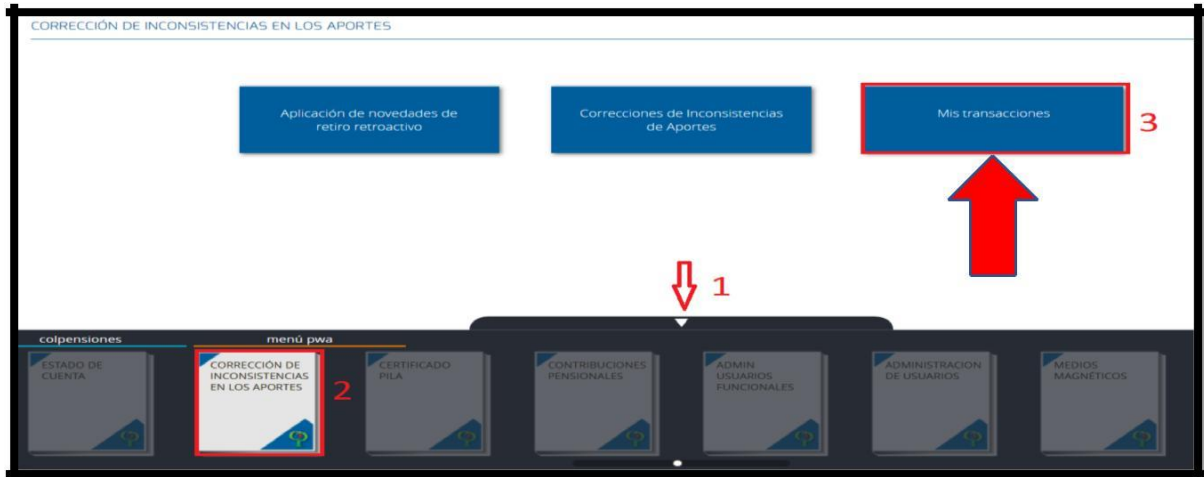 CORRECCIÓN DE INCONSISTENCIAS EN LOS APORTES
Aplicación de novedades de
retiro retroactivo
Correcciones de Inconsistencias
de Aportes
Mis transacciones
3
1
colpensiones
menú pwa
ESTADO DE
CUENTA
CORRECCIÓN DE
INCONSISTENCIAS
EN LOS APORTES
2
CERTIFICADO
PILA
CONTRIBUCIONES
PENSIONALES
ADMIN
USUARIOS
FUNCIONALES
ADMINISTRACION
DE USUARIOS
MEDIOS
MAGNÉTICOS